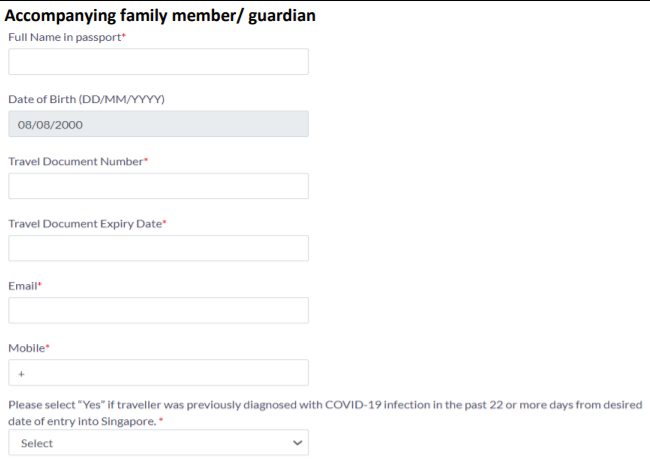 Accompanying family member/ guardian
Full Name in passport*
Date of Birth (DD/MM/YYYY)
08/08/2000
Travel Document Number*
Travel Document Expiry Date*
Email*
Mobile*
+
Please select "Yes" if traveller was previously diagnosed with COVID-19 infection in the past 22 or more days from desired
date of entry into Singapore. *
Select